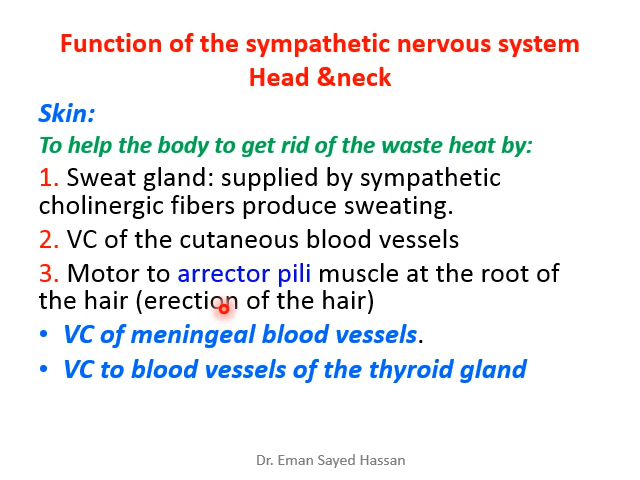 Function of the sympathetic nervous system
Head &neck
Skin:
To help the body to get rid of the waste heat by:
1. Sweat gland: supplied by sympathetic
cholinergic fibers produce sweating.
2. VC of the cutaneous blood vessels
3. Motor to arrector pili muscle at the root of
the hair (erection of the hair)
• VC of meningeal blood vessels.
• VC to blood vessels of the thyroid gland
Dr. Eman Sayed Hassan